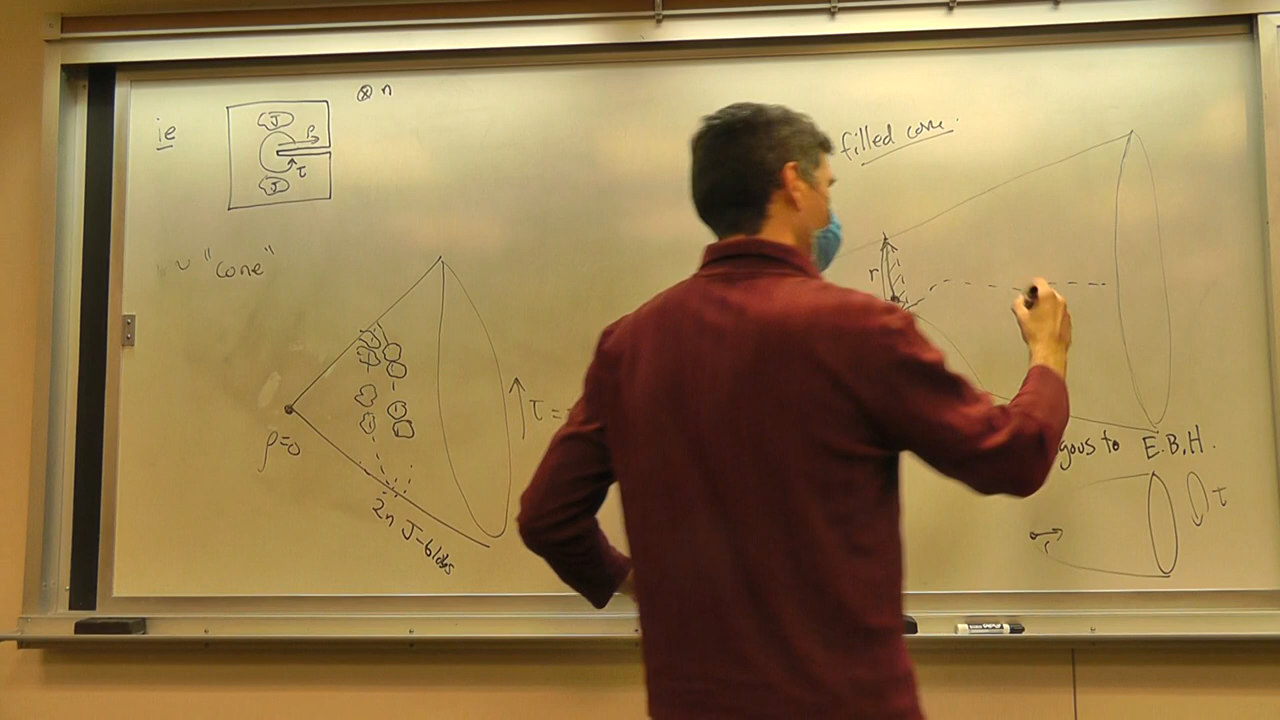 ie
⊗ n
J
ρ
τ
J
"cone"
ρ=0
2n J-blobs
τ =
filled cone.
r
gous to E.B.H.
r
τ